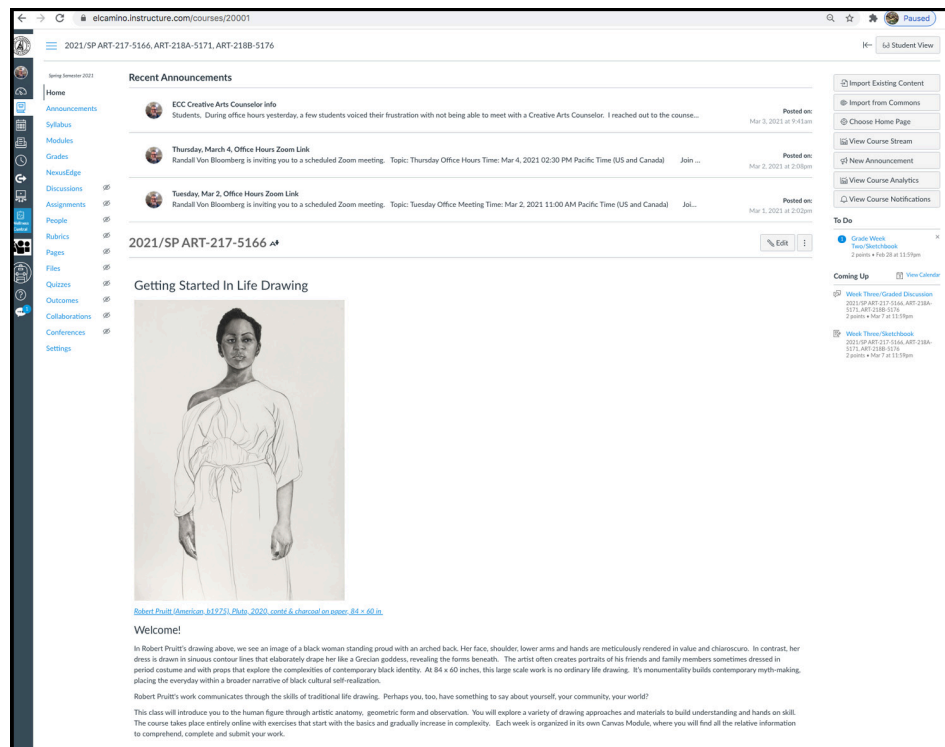 elcamino.instructure.com/courses/20001
Paused
2021/SP ART-217-5166, ART-218A-5171, ART-218B-5176
Student View
Spring Semester 2021
Home
Announcements
Syllabus
Modules
Grades
NexusEdge
Discussions
Assignments
People
Rubrics
Pages
Files
Quizzes
Outcomes
Collaborations
Conferences
Settings
Recent Announcements
ECC Creative Arts Counselor info
Students, During office hours yesterday, a few students voiced their frustration with not being able to meet with a Creative Arts Counselor. I reached out to the counse...
Posted on:
Mar 3, 2021 at 9:41am
Thursday, March 4, Office Hours Zoom Link
Randall Von Bloomberg is inviting you to a scheduled Zoom meeting. Topic: Thursday Office Hours Time: Mar 4, 2021 02:30 PM Pacific Time (US and Canada) Join ...
Posted on:
Mar 2, 2021 at 2:08pm
Tuesday, Mar 2, Office Hours Zoom Link
Randall Von Bloomberg is inviting you to a scheduled Zoom meeting. Topic: Tuesday Office Meeting Time: Mar 2, 2021 11:00 AM Pacific Time (US and Canada) Joi...
Posted on:
Mar 1, 2021 at 2:02pm
2021/SP ART-217-5166
Edit
Getting Started In Life Drawing
Robert Pruitt (American, b1975), Pluto, 2020, conté & charcoal on paper, 84 × 60 in
Welcome!
In Robert Pruitt's drawing above, we see an image of a black woman standing proud with an arched back. Her face, shoulder, lower arms and hands are meticulously rendered in value and chiaroscuro. In contrast, her
dress is drawn in sinuous contour lines that elaborately drape her like a Grecian goddess, revealing the forms beneath. The artist often creates portraits of his friends and family members sometimes dressed in
period costume and with props that explore the complexities of contemporary black identity. At 84 x 60 inches, this large scale work is no ordinary life drawing. It's monumentality builds contemporary myth-making,
placing the everyday within a broader narrative of black cultural self-realization.
Robert Pruitt's work communicates through the skills of traditional life drawing. Perhaps you, too, have something to say about yourself, your community, your world?
This class will introduce you to the human figure through artistic anatomy, geometric form and observation. You will explore a variety of drawing approaches and materials to build understanding and hands on skill.
The course takes place entirely online with exercises that start with the basics and gradually increase in complexity. Each week is organized in its own Canvas Module, where you will find all the relative information
to comprehend, complete and submit your work.
Import Existing Content
Import from Commons
Choose Home Page
View Course Stream
New Announcement
View Course Analytics
View Course Notifications
To Do
Grade Week
Two/Sketchbook
2 points • Feb 28 at 11:59pm
Coming Up
View Calendar
Week Three/Graded Discussion
2021/SP ART-217-5166, ART-218A-
5171, ART-218B-5176
2 points • Mar 7 at 11:59pm
Week Three/Sketchbook
2021/SP ART-217-5166, ART-218A-
5171, ART-218B-5176
2 points • Mar 7 at 11:59pm